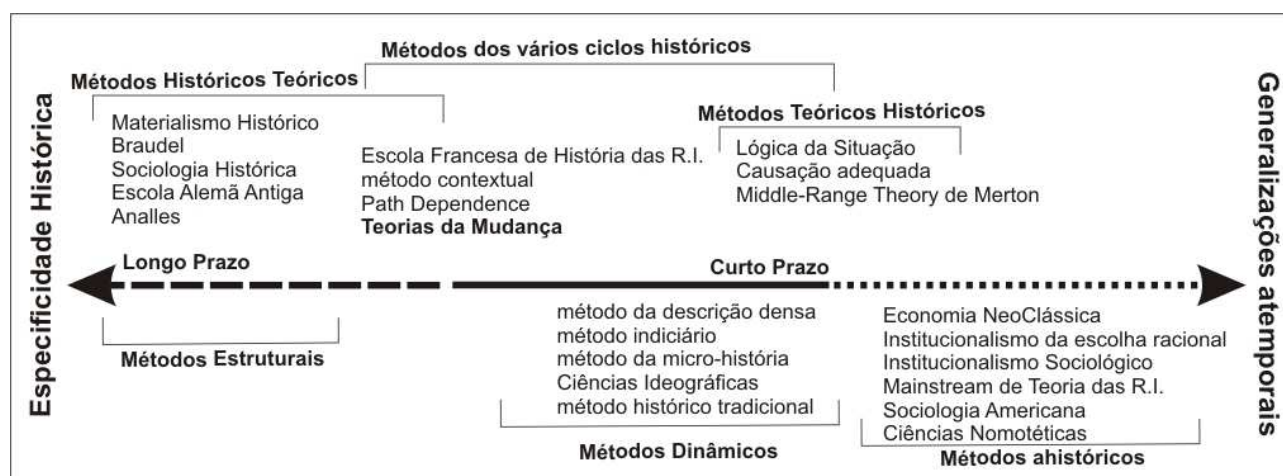 Especificidade Histórica
Métodos dos vários ciclos históricos
Métodos Históricos Teóricos
Materialismo Histórico
Braudel
Sociologia Histórica
Escola Alemã Antiga
Analles
Escola Francesa de História das R.I.
método contextual
Path Dependence
Teorias da Mudança
Métodos Teóricos Históricos
Lógica da Situação
Causação adequada
Middle-Range Theory de Merton
Longo Prazo
Curto Prazo
Métodos Estruturais
método da descrição densa
método indiciário
método da micro-história
Ciências Ideográficas
método histórico tradicional
Métodos Dinâmicos
Economia NeoClássica
Institucionalismo da escolha racional
Institucionalismo Sociológico
Mainstream de Teoria das R.I.
Sociologia Americana
Ciências Nomotéticas
Métodos ahistóricos
Generalizações atemporais